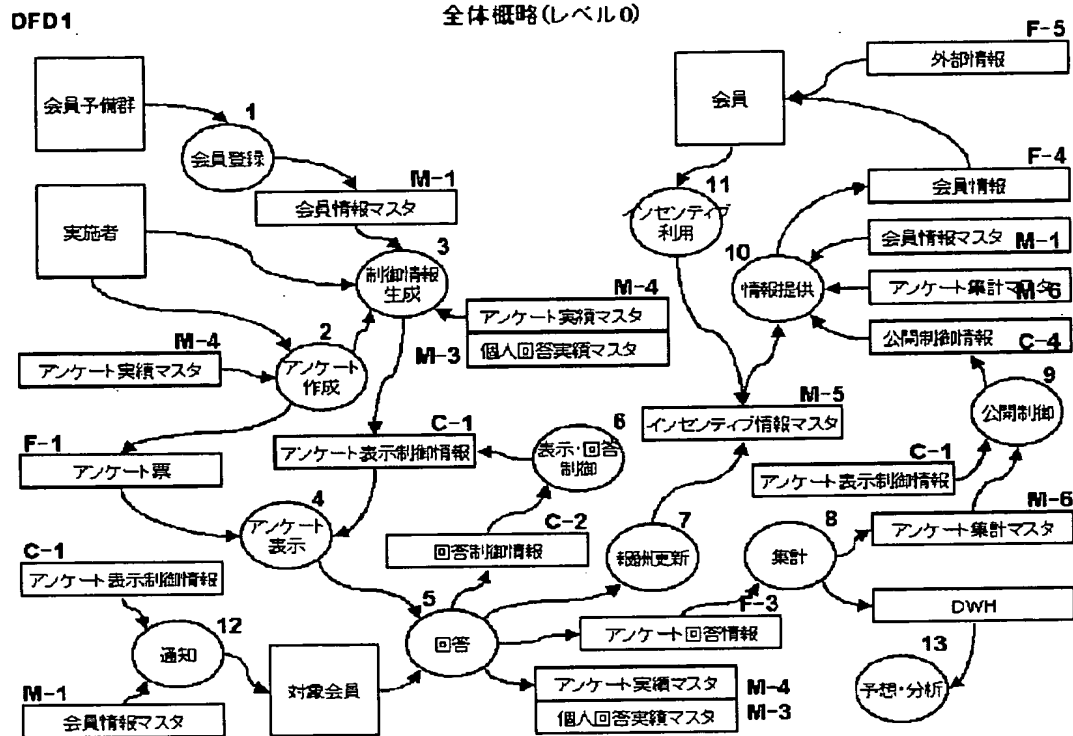 DFD1
全体概略(レベル0)
会員予備群
1
会員登録
M-1
会員情報マスタ
実施者
3
制御情報
生成
M-4
アンケート実績マスタ
2
アンケート
作成
M-4
アンケート実績マスタ
M-3
個人回答実績マスタ
F-1
アンケート票
C-1
アンケート表示制御情報
6
表示・回答
制御
4
アンケート
表示
C-2
回答制御情報
C-1
アンケート表示制御情報
12
通知
M-1
会員情報マスタ
対象会員
5
回答
F-3
アンケート回答情報
アンケート実績マスタ
M-4
個人回答実績マスタ
M-3
会員
F-5
外部情報
F-4
会員情報
11
インセンティブ
利用
10
情報提供
会員情報マスタ
M-1
アンケート集計マスタ
M-6
公開制御情報
C-4
9
公開制御
M-5
インセンティブ情報マスタ
C-1
アンケート表示制御情報
7
報酬更新
8
集計
M-6
アンケート集計マスタ
DWH
13
予想・分析